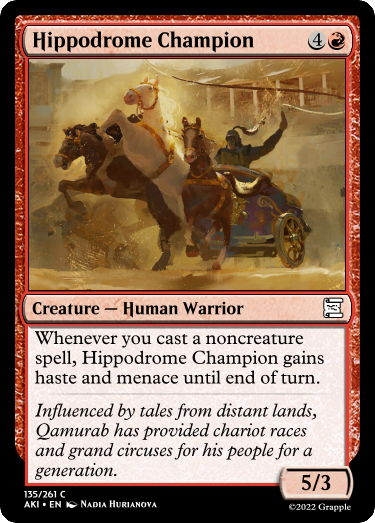 Hippodrome Champion 4
Creature — Human Warrior
Whenever you cast a noncreature
spell, Hippodrome Champion gains
haste and menace until end of turn.
Influenced by tales from distant lands,
Qamurab has provided chariot races
and grand circuses for his people for a
generation.
5/3
135/261 C
AKI • EN Nadia Hurianova
©2022 Grapple